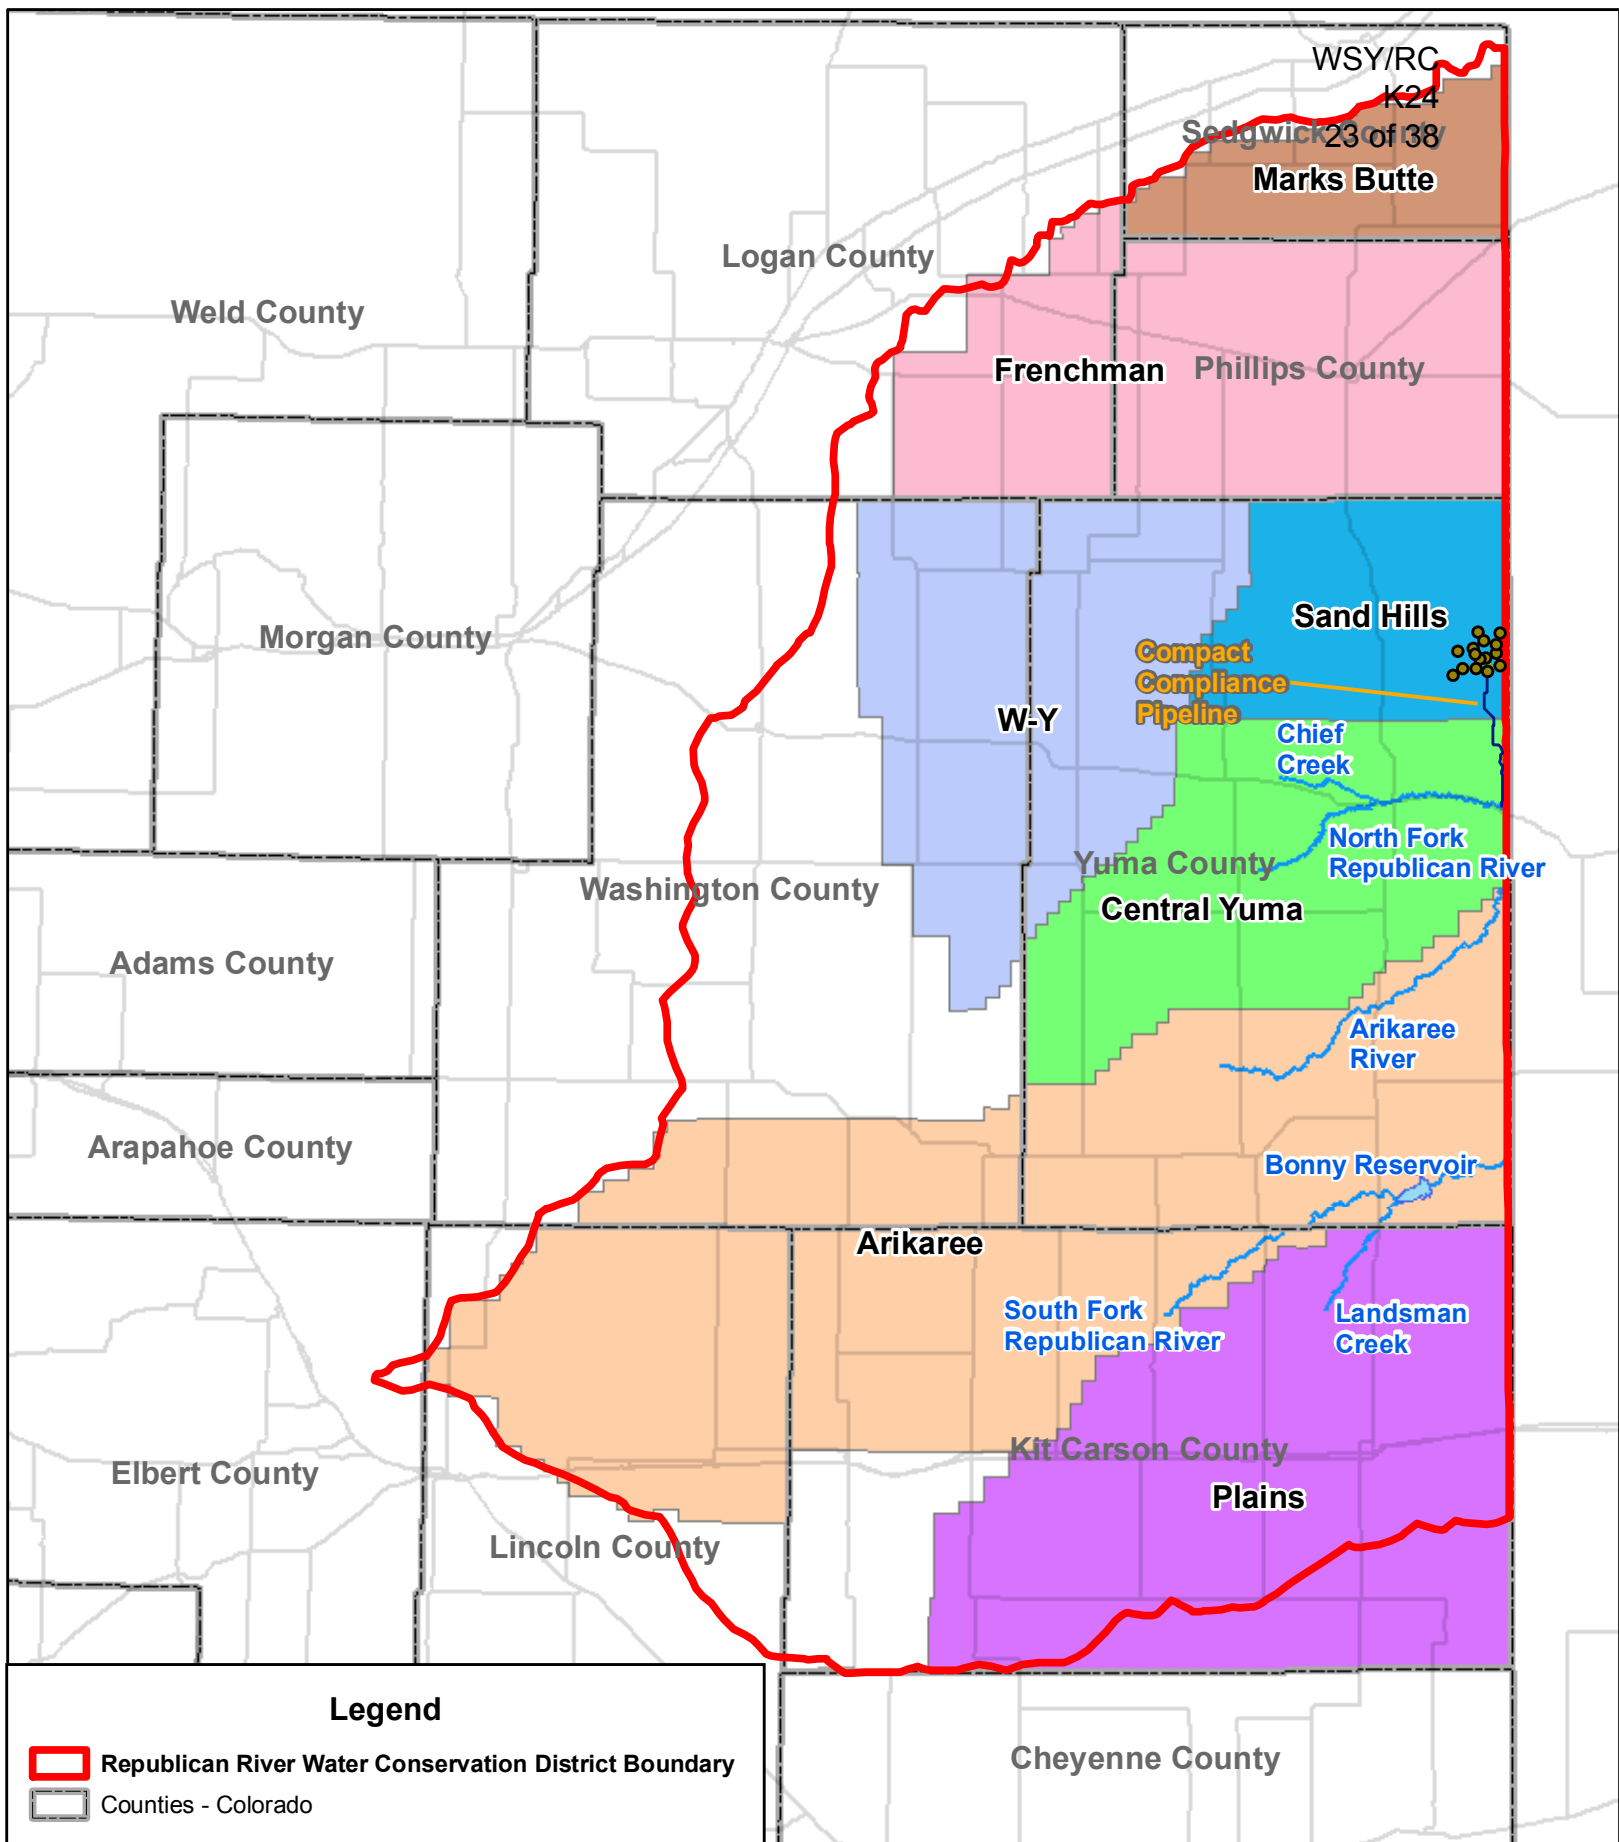 WSY/RC
K24
23 of 38
Sedgwick County
Marks Butte
Logan County
Weld County
Frenchman
Phillips County
Sand Hills
Morgan County
Compact
Compliance
Pipeline
W-Y
Chief
Creek
North Fork
Republican River
Yuma County
Washington County
Central Yuma
Adams County
Arikaree
River
Arapahoe County
Bonny Reservoir
Arikaree
South Fork
Republican River
Landsman
Creek
Kit Carson County
Elbert County
Plains
Lincoln County
Legend
Republican River Water Conservation District Boundary
Counties - Colorado
Cheyenne County